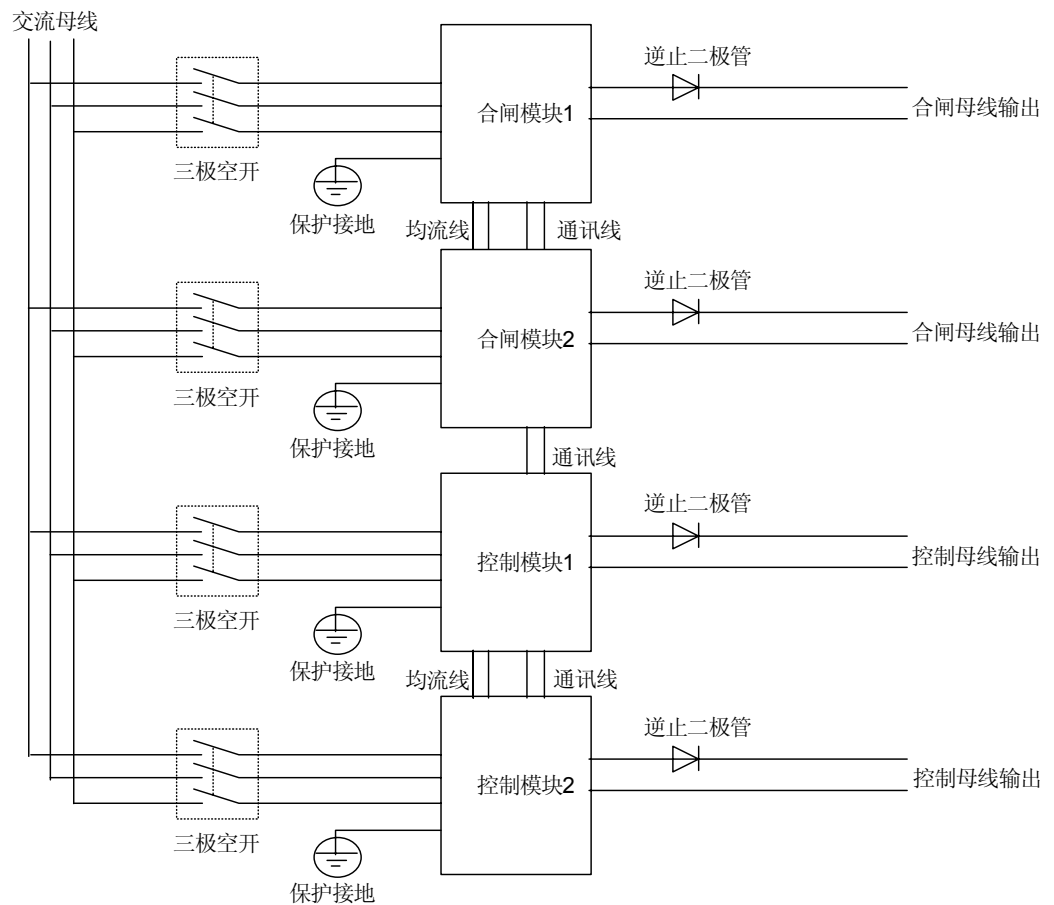 交流母线
逆止二极管
合闸模块1
合闸母线输出
三极空开
保护接地
均流线
通讯线
逆止二极管
合闸模块2
合闸母线输出
三极空开
保护接地
通讯线
逆止二极管
控制模块1
控制母线输出
三极空开
保护接地
均流线
通讯线
逆止二极管
控制模块2
控制母线输出
三极空开
保护接地